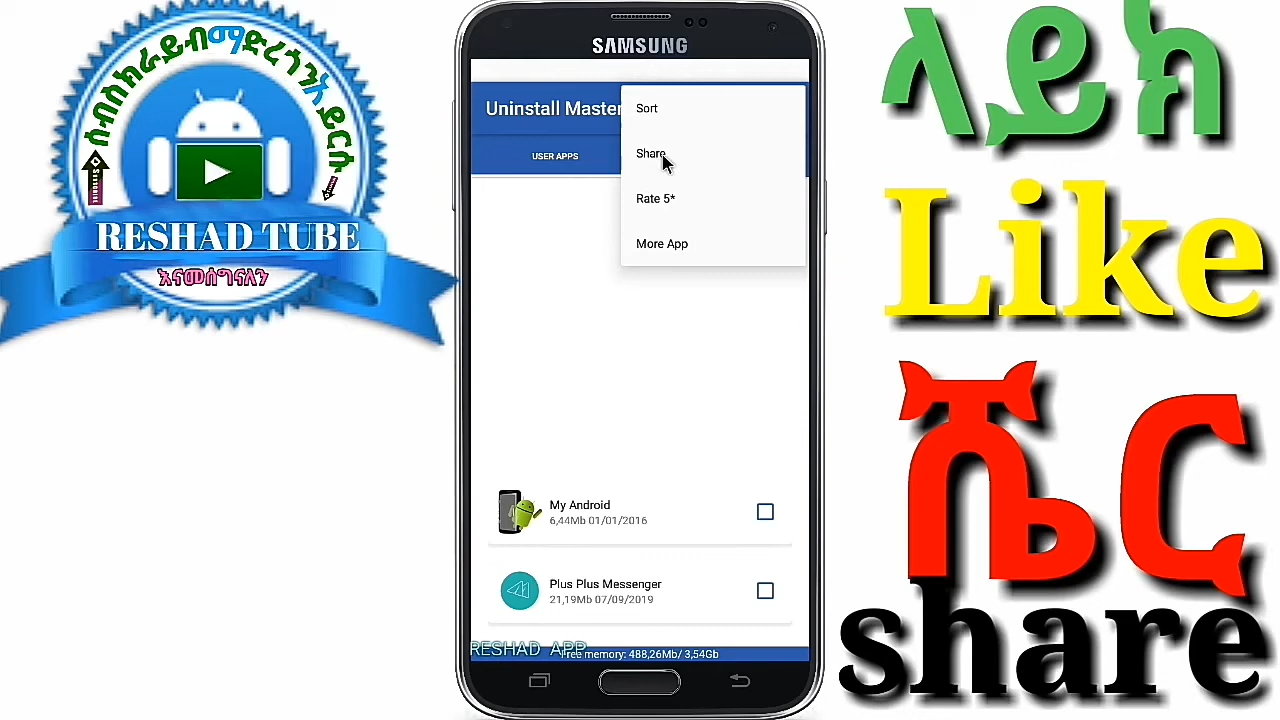 ሰብስክራይብማድረጎንአይርሱ
Subscribe
RESHAD TUBE
እናመሰግናለን
SAMSUNG
Uninstall Master
USER APPS
Sort
Share
Rate 5*
More App
My Android
6,44Mb 01/01/2016
Plus Plus Messenger
21,19Mb 07/09/2019
RESHAD APP
Free memory: 488,26Mb/ 3,54Gb
ላይክ
Like
ሼር
share